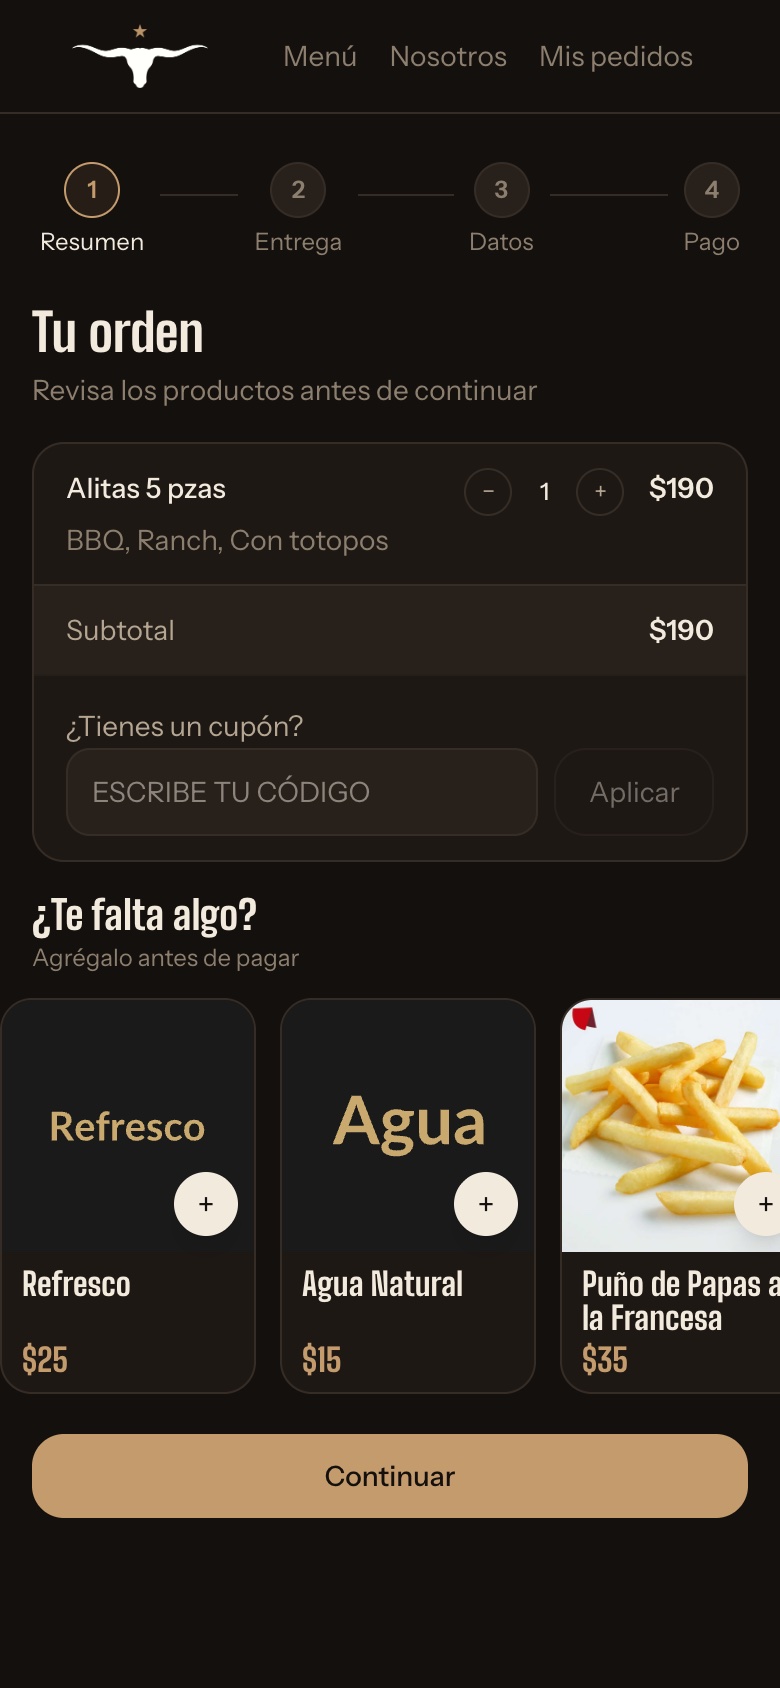 Menú Nosotros Mis pedidos
1 2 3 4
Resumen Entrega Datos Pago
Tu orden
Revisa los productos antes de continuar
Alitas 5 pzas − 1 + $190
BBQ, Ranch, Con totopos
Subtotal $190
¿Tienes un cupón?
ESCRIBE TU CÓDIGO Aplicar
¿Te falta algo?
Agrégalo antes de pagar
Refresco
+
Refresco
$25
Agua
+
Agua Natural
$15
+
Puño de Papas a
la Francesa
$35
Continuar